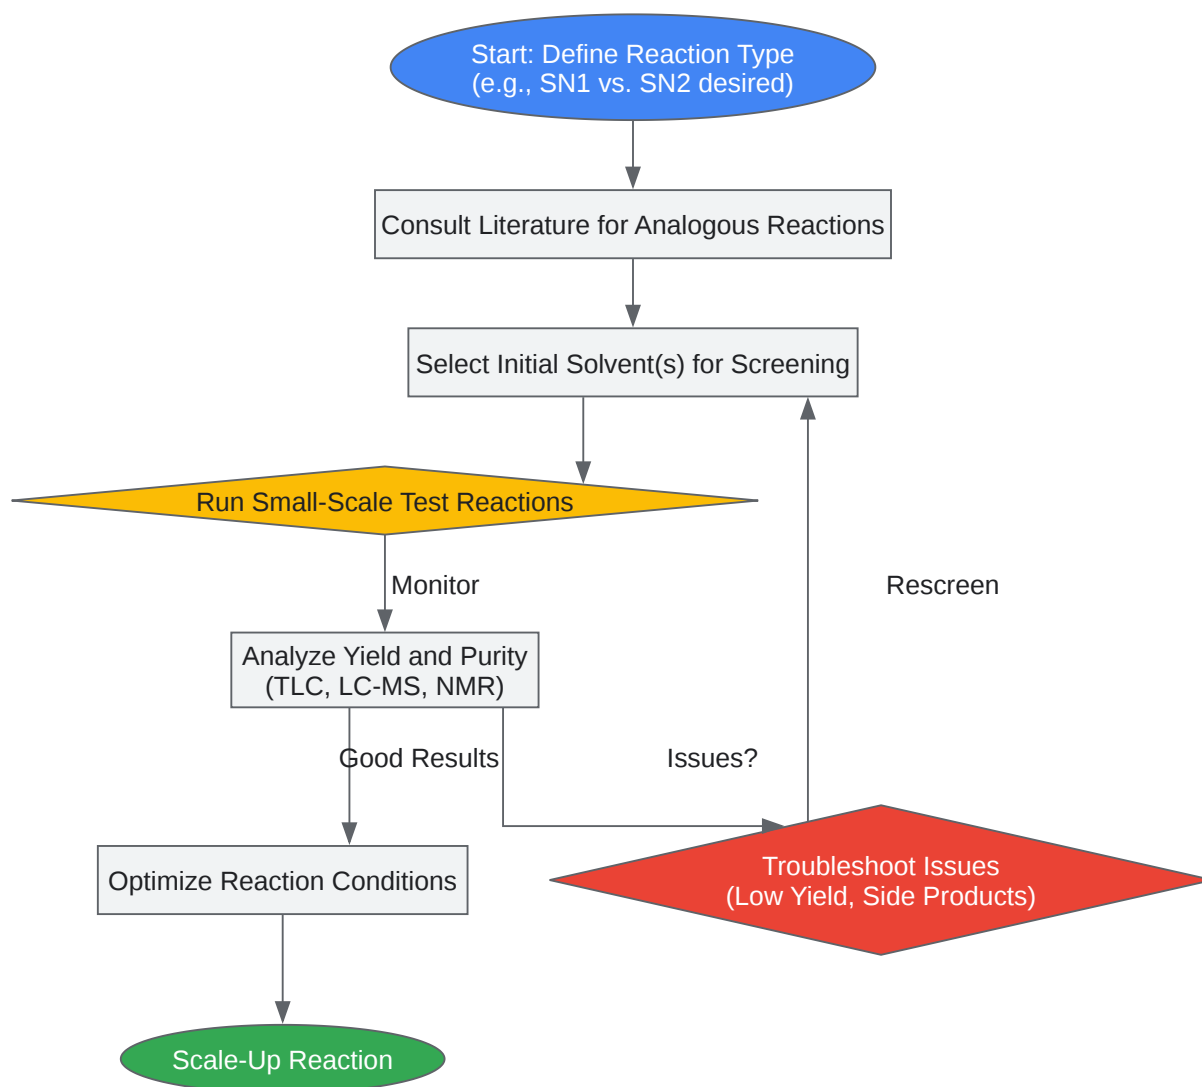 Start: Define Reaction Type
(e.g., SN1 vs. SN2 desired)
Consult Literature for Analogous Reactions
Select Initial Solvent(s) for Screening
Run Small-Scale Test Reactions
Monitor
Rescreen
Analyze Yield and Purity
(TLC, LC-MS, NMR)
Good Results
Issues?
Troubleshoot Issues
(Low Yield, Side Products)
Optimize Reaction Conditions
Scale-Up Reaction